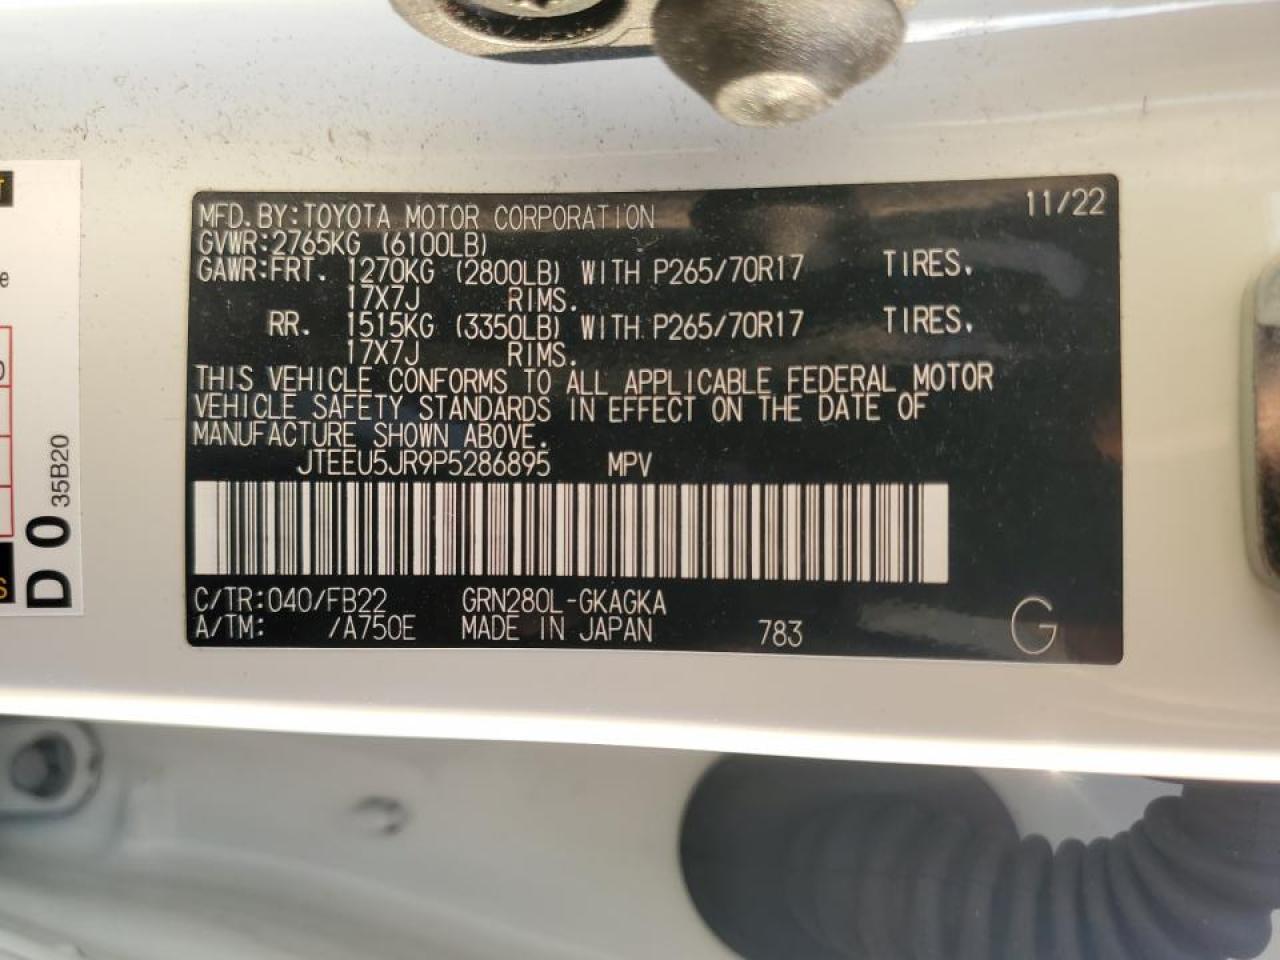 MFD.BY:TOYOTA MOTOR CORPORATION 11/22
GVWR:2765KG (6100LB)
GAWR:FRT. 1270KG (2800LB) WITH P265/70R17 TIRES.
17X7J RIMS.
RR. 1515KG (3350LB) WITH P265/70R17 TIRES.
17X7J RIMS.
THIS VEHICLE CONFORMS TO ALL APPLICABLE FEDERAL MOTOR
VEHICLE SAFETY STANDARDS IN EFFECT ON THE DATE OF
MANUFACTURE SHOWN ABOVE.
JTEEU5JR9P5286895 MPV
C/TR:040/FB22 GRN280L-GKAGKA
A/TM: /A750E MADE IN JAPAN 783 G
D 0 35B20